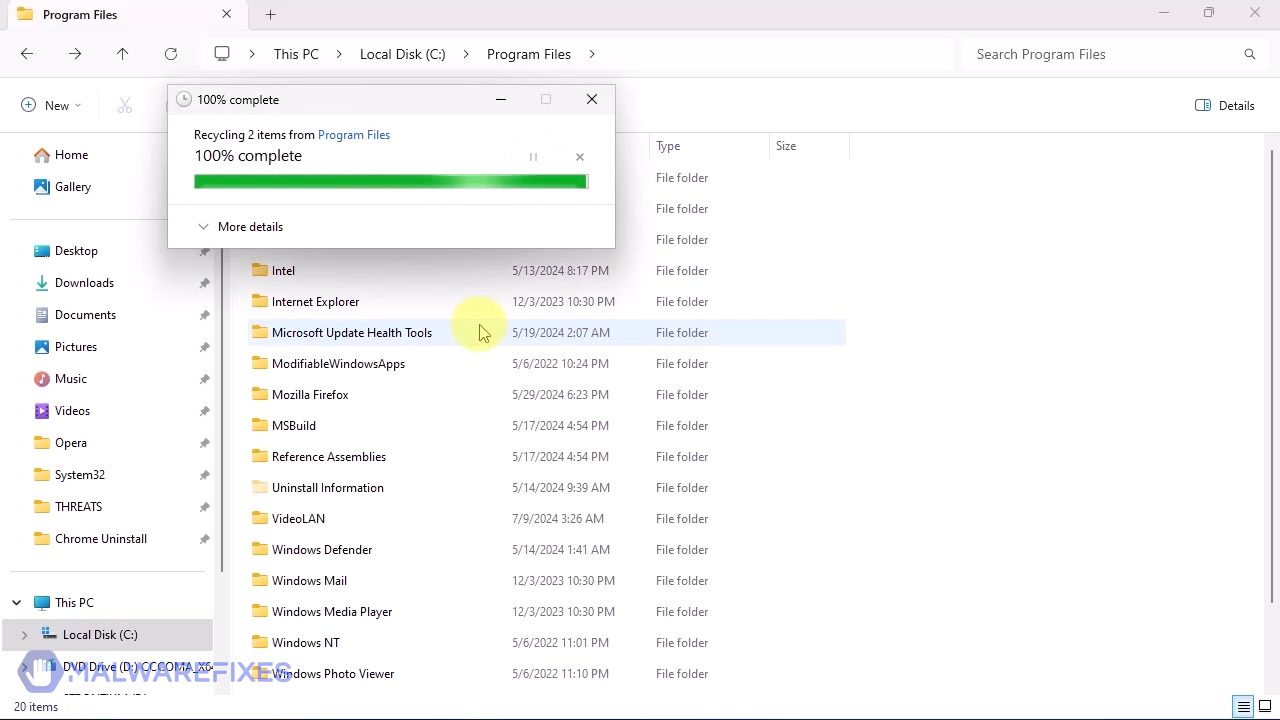 Program Files
This PC
Local Disk (C:)
Program Files
Search Program Files
New
Details
100% complete
Recycling 2 items from Program Files
100% complete
More details
Type
Size
Home
Gallery
Desktop
Downloads
Documents
Pictures
Music
Videos
Opera
System32
THREATS
Chrome Uninstall
This PC
Local Disk (C:)
DVD Drive (D:) CCCOMA_X64
File folder
File folder
File folder
Intel 5/13/2024 8:17 PM File folder
Internet Explorer 12/3/2023 10:30 PM File folder
Microsoft Update Health Tools 5/19/2024 2:07 AM File folder
ModifiableWindowsApps 5/6/2022 10:24 PM File folder
Mozilla Firefox 5/29/2024 6:23 PM File folder
MSBuild 5/17/2024 4:54 PM File folder
Reference Assemblies 5/17/2024 4:54 PM File folder
Uninstall Information 5/14/2024 9:39 AM File folder
VideoLAN 7/9/2024 3:26 AM File folder
Windows Defender 5/14/2024 1:41 AM File folder
Windows Mail 12/3/2023 10:30 PM File folder
Windows Media Player 12/3/2023 10:30 PM File folder
Windows NT 5/6/2022 11:01 PM File folder
Windows Photo Viewer 5/6/2022 11:10 PM File folder
MALWAREFIXES
20 items